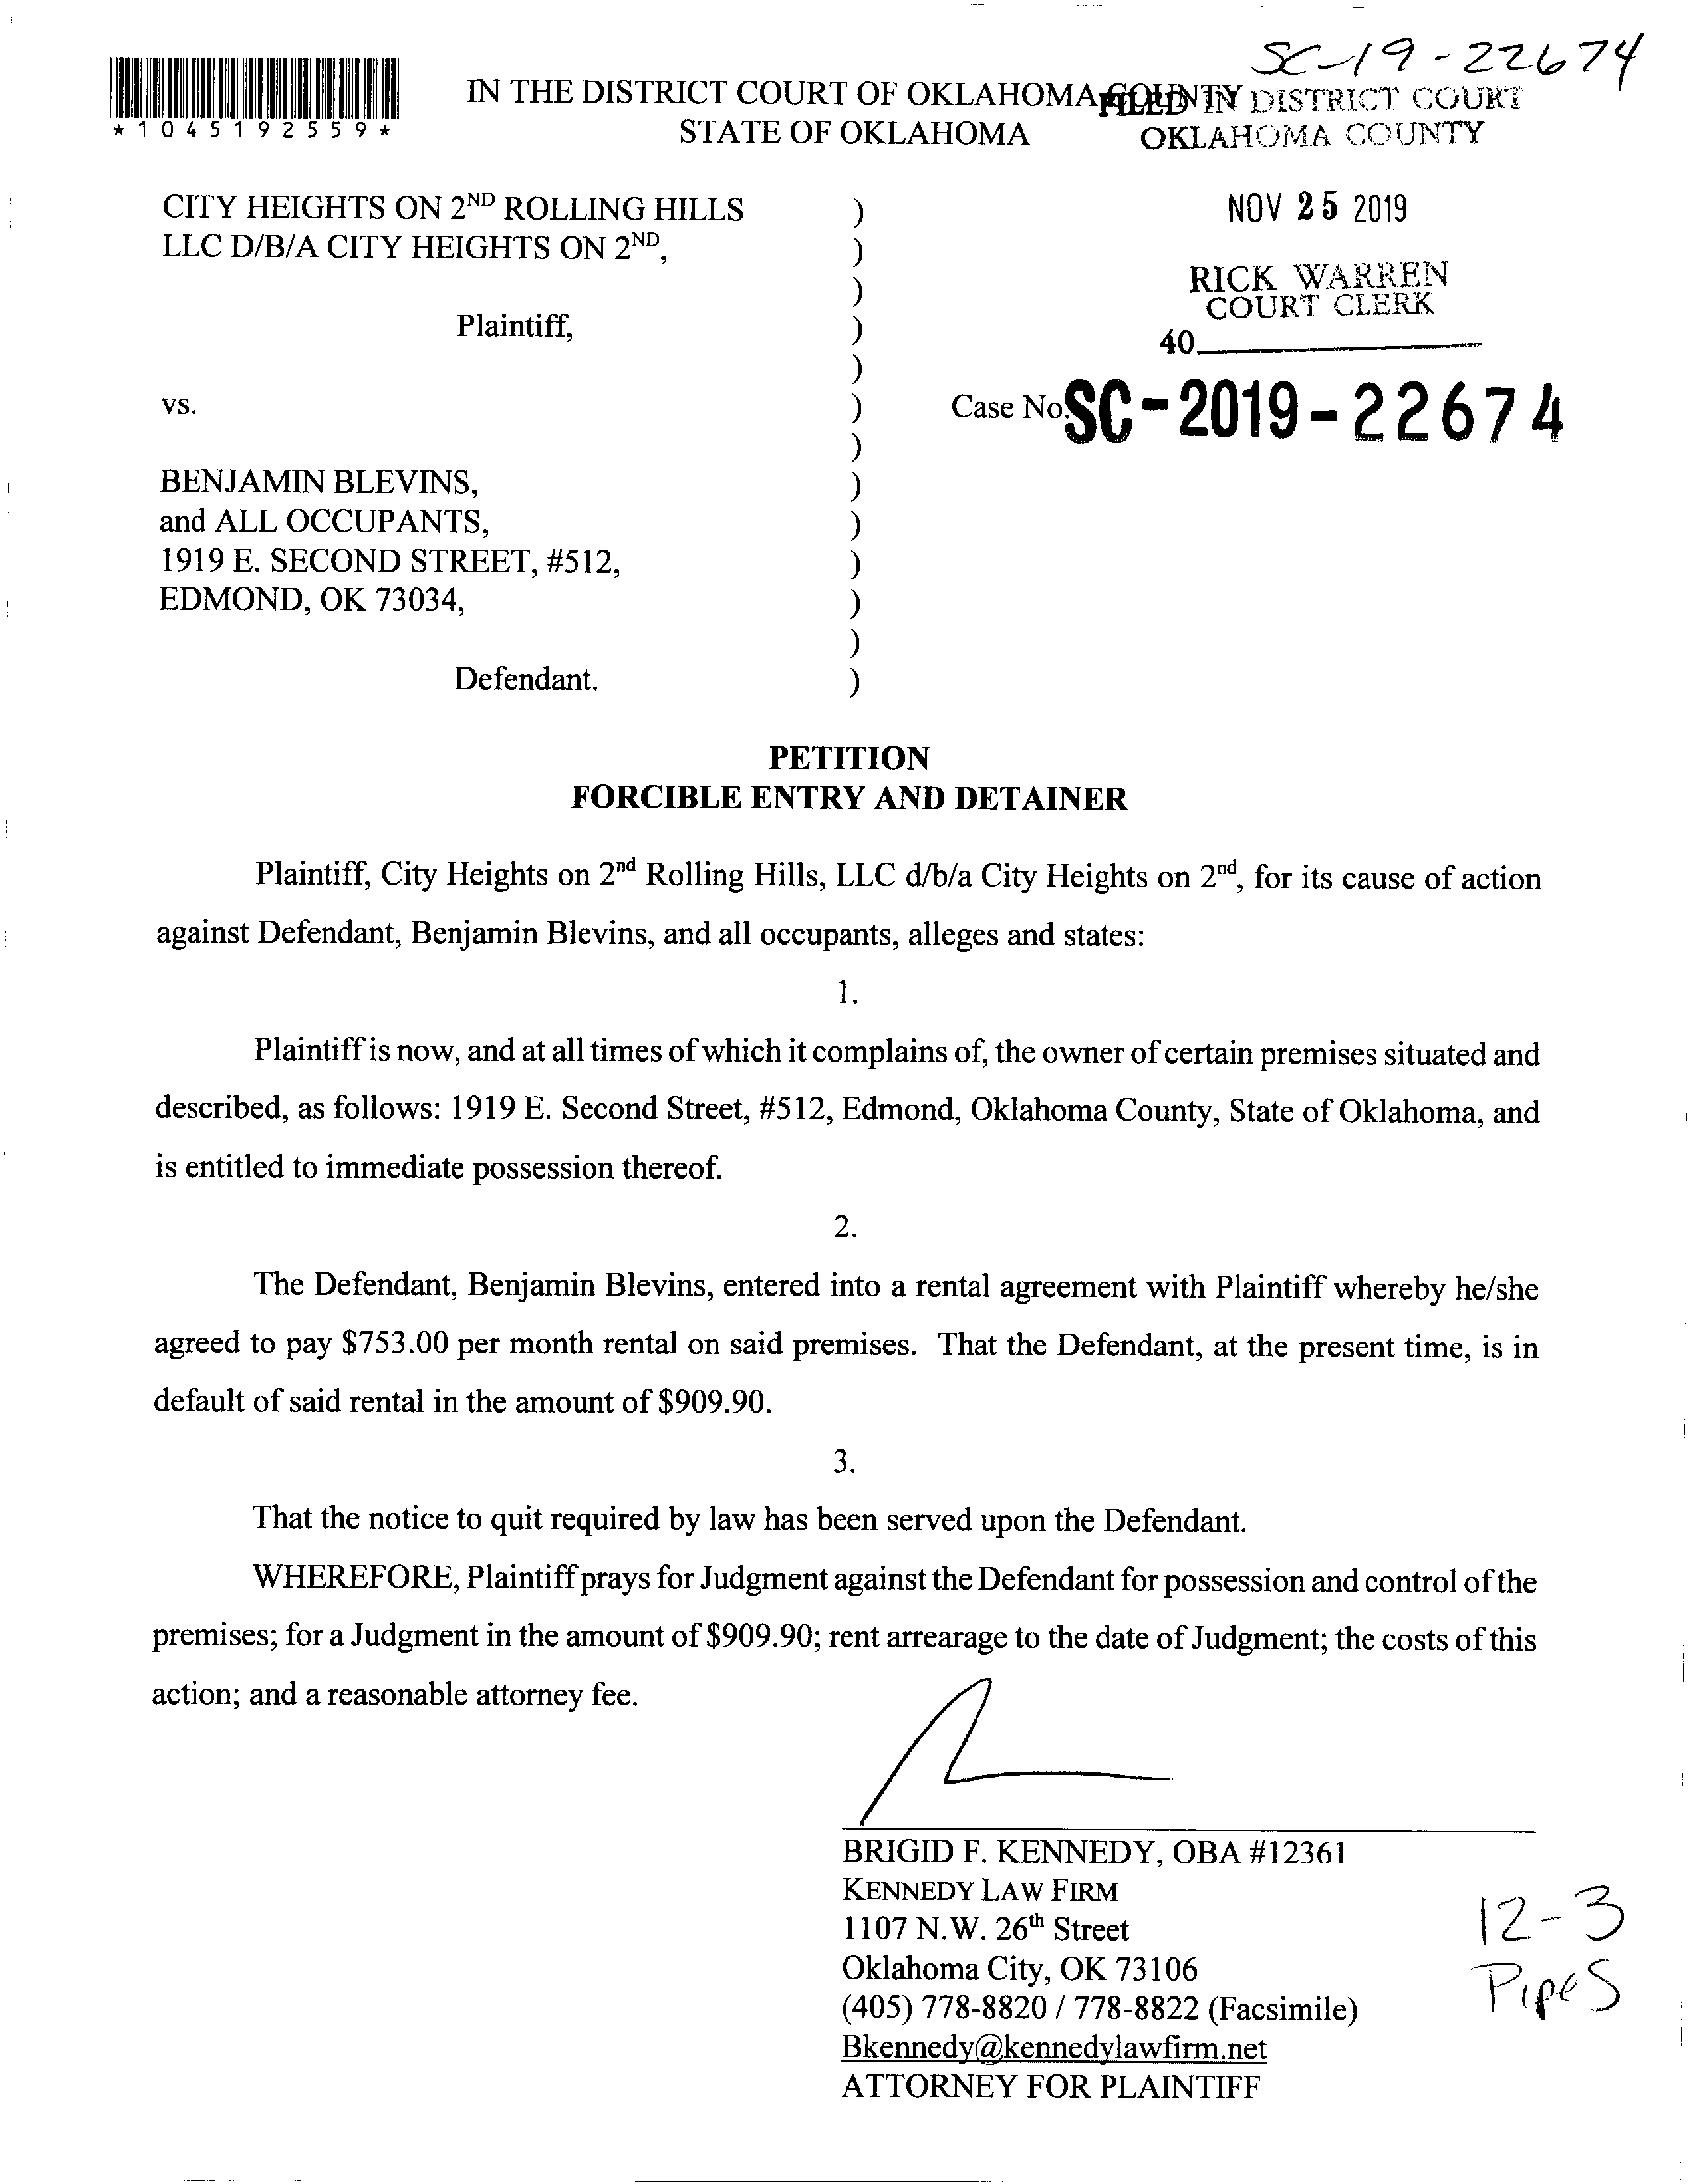 SC-19-22674
*1045192559*
IN THE DISTRICT COURT OF OKLAHOMA COUNTY
STATE OF OKLAHOMA
FILED IN DISTRICT COURT
OKLAHOMA COUNTY
NOV 25 2019
RICK WARREN
COURT CLERK
40
CITY HEIGHTS ON 2ND ROLLING HILLS )
LLC D/B/A CITY HEIGHTS ON 2ND, )
)
Plaintiff, )
)
vs. ) Case No. SC-2019-22674
)
BENJAMIN BLEVINS, )
and ALL OCCUPANTS, )
1919 E. SECOND STREET, #512, )
EDMOND, OK 73034, )
)
Defendant. )
PETITION
FORCIBLE ENTRY AND DETAINER
Plaintiff, City Heights on 2nd Rolling Hills, LLC d/b/a City Heights on 2nd, for its cause of action
against Defendant, Benjamin Blevins, and all occupants, alleges and states:
1.
Plaintiff is now, and at all times of which it complains of, the owner of certain premises situated and
described, as follows: 1919 E. Second Street, #512, Edmond, Oklahoma County, State of Oklahoma, and
is entitled to immediate possession thereof.
2.
The Defendant, Benjamin Blevins, entered into a rental agreement with Plaintiff whereby he/she
agreed to pay $753.00 per month rental on said premises. That the Defendant, at the present time, is in
default of said rental in the amount of $909.90.
3.
That the notice to quit required by law has been served upon the Defendant.
WHEREFORE, Plaintiff prays for Judgment against the Defendant for possession and control of the
premises; for a Judgment in the amount of $909.90; rent arrearage to the date of Judgment; the costs of this
action; and a reasonable attorney fee.
BRIGID F. KENNEDY, OBA #12361
KENNEDY LAW FIRM
1107 N.W. 26th Street
Oklahoma City, OK 73106
(405) 778-8820 / 778-8822 (Facsimile)
Bkennedy@kennedylawfirm.net
ATTORNEY FOR PLAINTIFF
12-3
Pipes